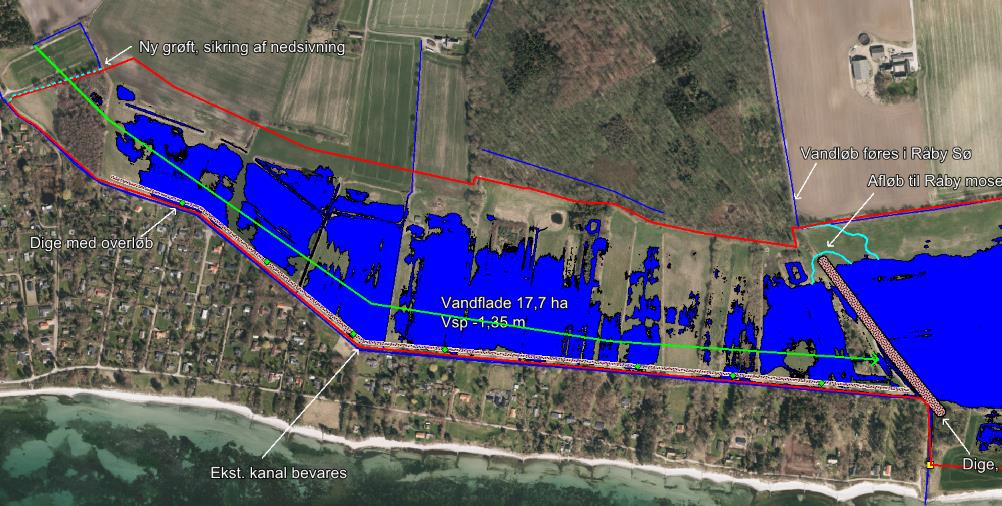 Ny grøft, sikring af nedsivning
Vandløb føres i Råby Sø
Afløb til Råby mose
Dige med overløb
Vandflade 17,7 ha
Vsp -1,35 m
Ekst. kanal bevares
Dige,